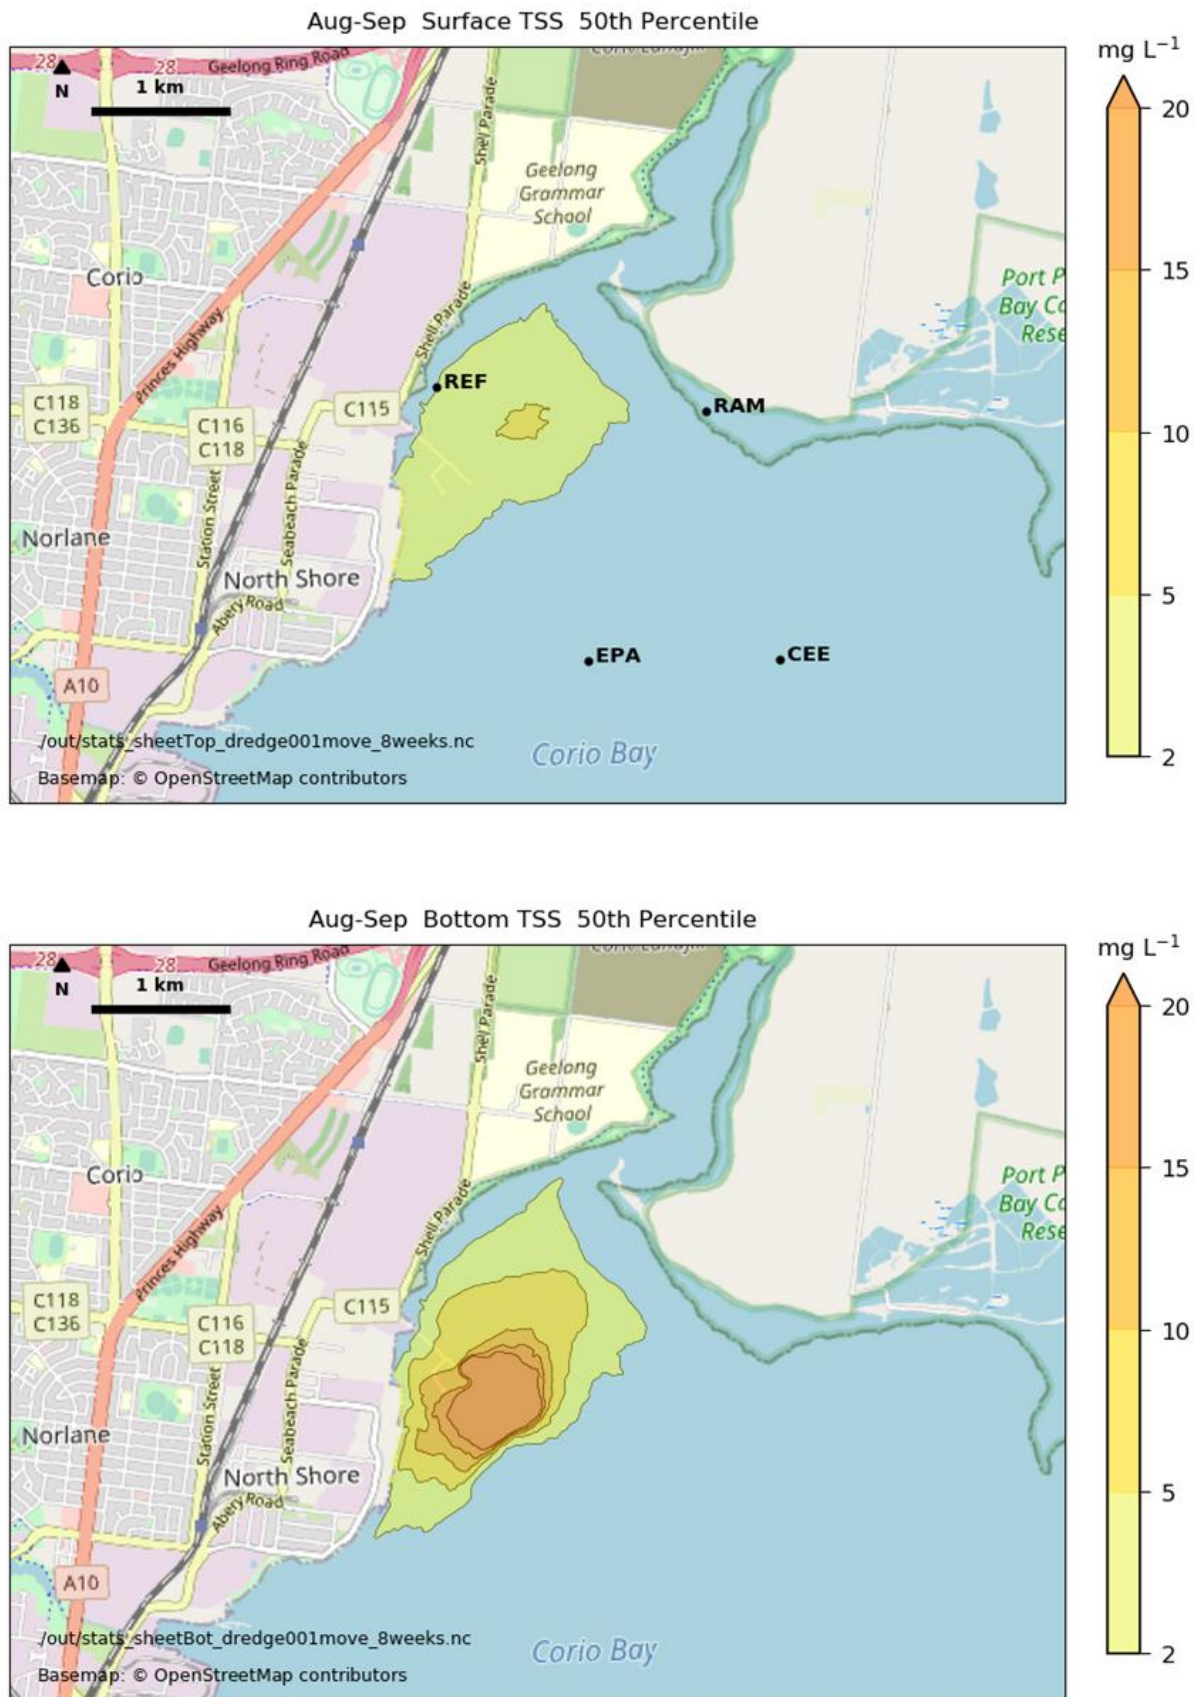 Aug-Sep  Surface TSS  50th Percentile
mg L⁻¹
28
28
Geelong Ring Road
N
1 km
20
Shell Parade
Geelong
Grammar
School
Corio
15
Port P
Bay Co
Rese
Princes Highway
Shell Parade
REF
RAM
C118
C136
C115
C116
C118
10
Station Street
Seabeach Parade
Norlane
North Shore
Abery Road
5
EPA
CEE
A10
./out/stats_sheetTop_dredge001move_8weeks.nc
Corio Bay
2
Basemap: © OpenStreetMap contributors
Aug-Sep  Bottom TSS  50th Percentile
mg L⁻¹
28
28
Geelong Ring Road
N
1 km
20
Shell Parade
Geelong
Grammar
School
Corio
15
Port P
Bay Co
Rese
Princes Highway
Shell Parade
C118
C136
C115
C116
C118
10
Station Street
Seabeach Parade
Norlane
North Shore
Abery Road
5
A10
./out/stats_sheetBot_dredge001move_8weeks.nc
Corio Bay
2
Basemap: © OpenStreetMap contributors